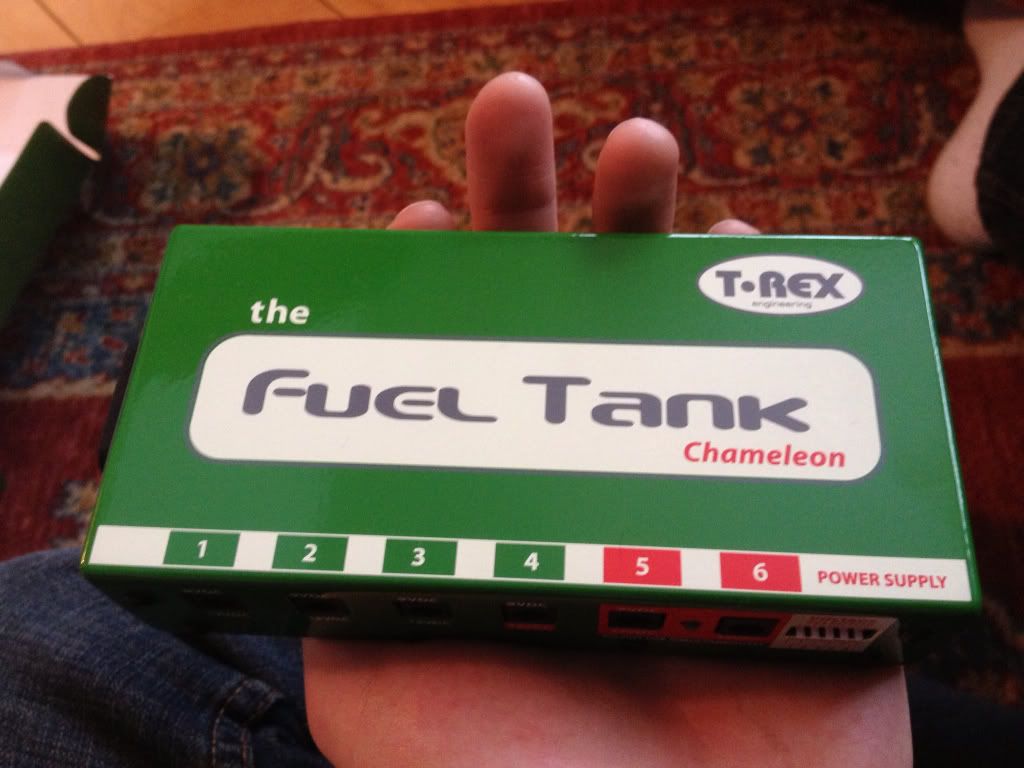 T•REX
engineering
the
FUEL TANK
Chameleon
1 2 3 4 5 6 POWER SUPPLY